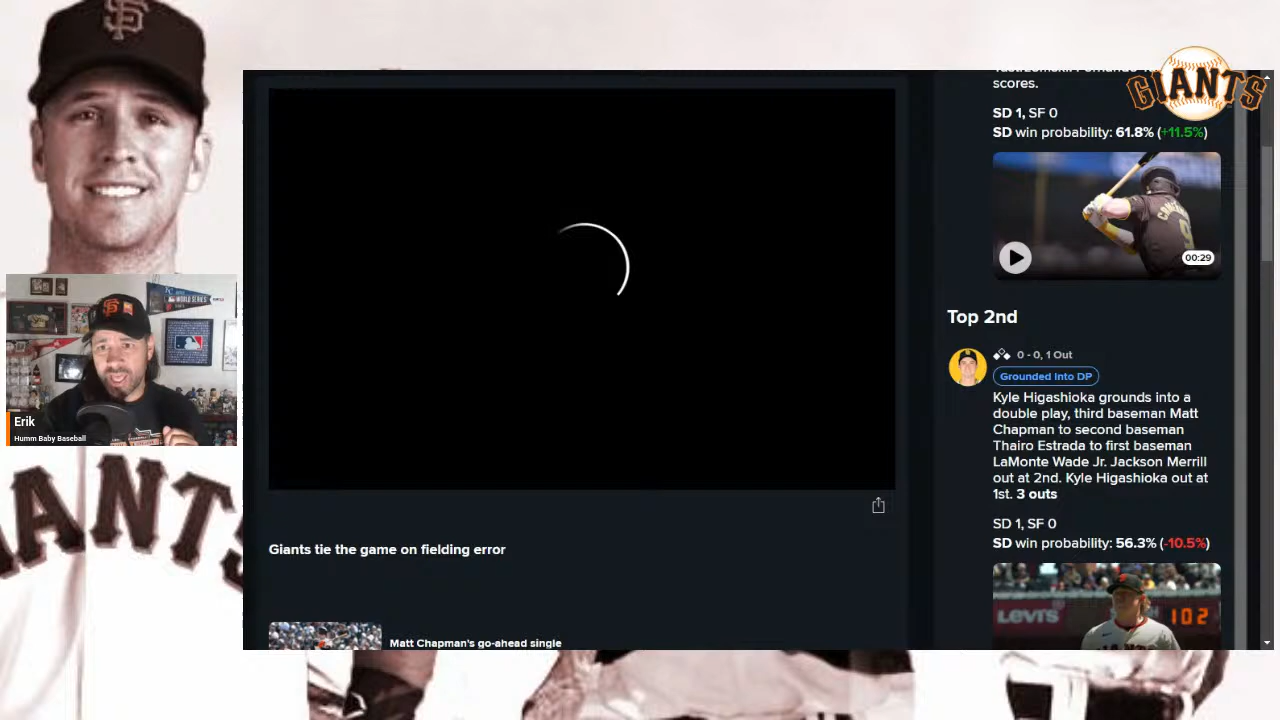 SF
GIANTS
scores.
SD 1, SF 0
SD win probability: 61.8% (+11.5%)
00:29
Top 2nd
0 - 0, 1 Out
Grounded Into DP
Kyle Higashioka grounds into a
double play, third baseman Matt
Chapman to second baseman
Thairo Estrada to first baseman
LaMonte Wade Jr. Jackson Merrill
out at 2nd. Kyle Higashioka out at
1st. 3 outs
SD 1, SF 0
SD win probability: 56.3% (-10.5%)
LEVI'S
102
WORLD SERIES
Erik
Humm Baby Baseball
Giants tie the game on fielding error
Matt Chapman's go-ahead single
IANTS